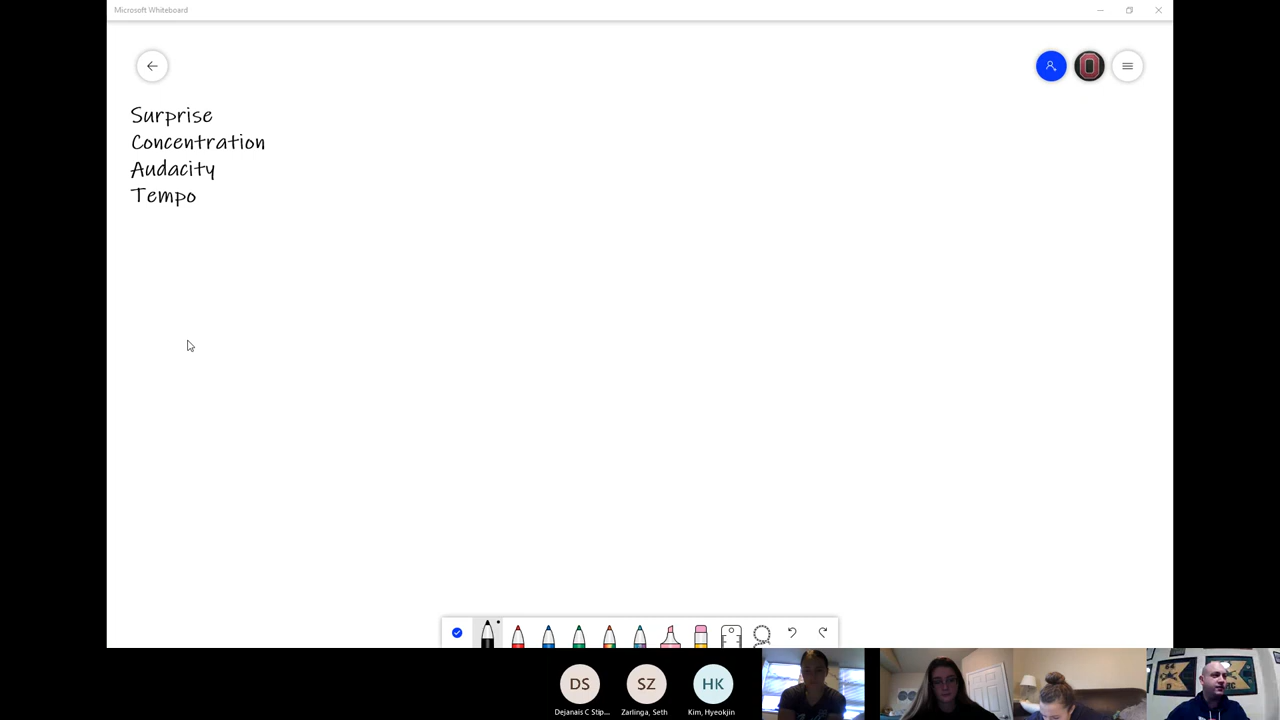 Microsoft Whiteboard
Surprise
Concentration
Audacity
Tempo
DS
SZ
HK
Dejanais C Stip...
Zarlinga, Seth
Kim, Hyeokjin